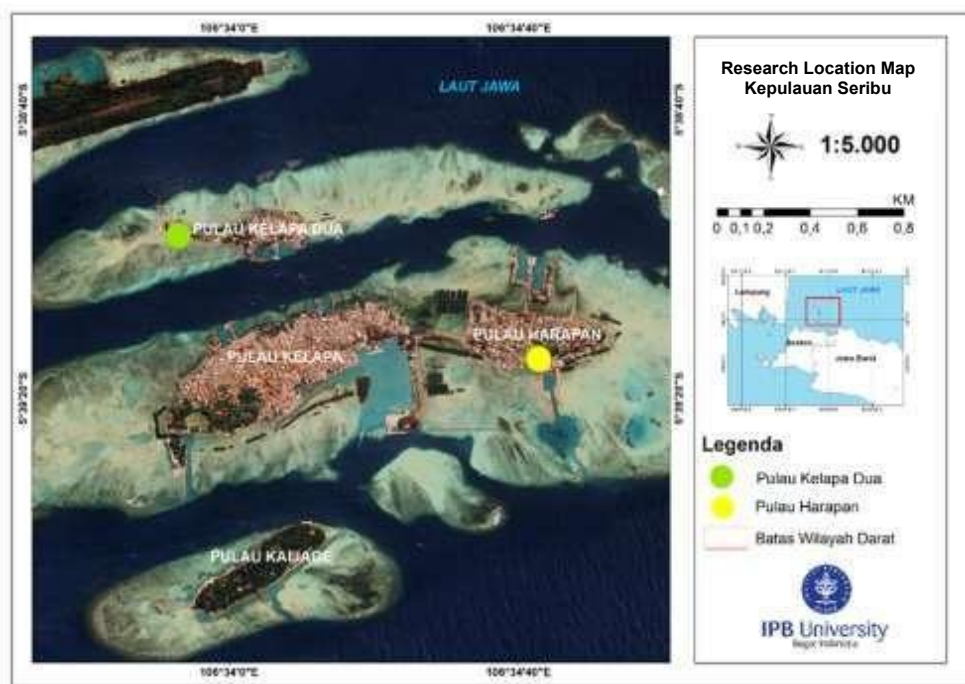 106°34'0"E
106°34'40"E
5°38'40"S
5°38'40"S
LAUT JAWA
PULAU KELAPA DUA
PULAU HARAPAN
PULAU KELAPA
5°39'20"S
5°39'20"S
PULAU KALIAGE
106°34'0"E
106°34'40"E
Research Location Map
Kepulauan Seribu
1:5.000
KM
0 0,1 0,2 0,4 0,6 0,8
Lampung
LAUT JAWA
Banten
Jawa Barat
Legenda
Pulau Kelapa Dua
Pulau Harapan
Batas Wilayah Darat
IPB University
Bogor Indonesia